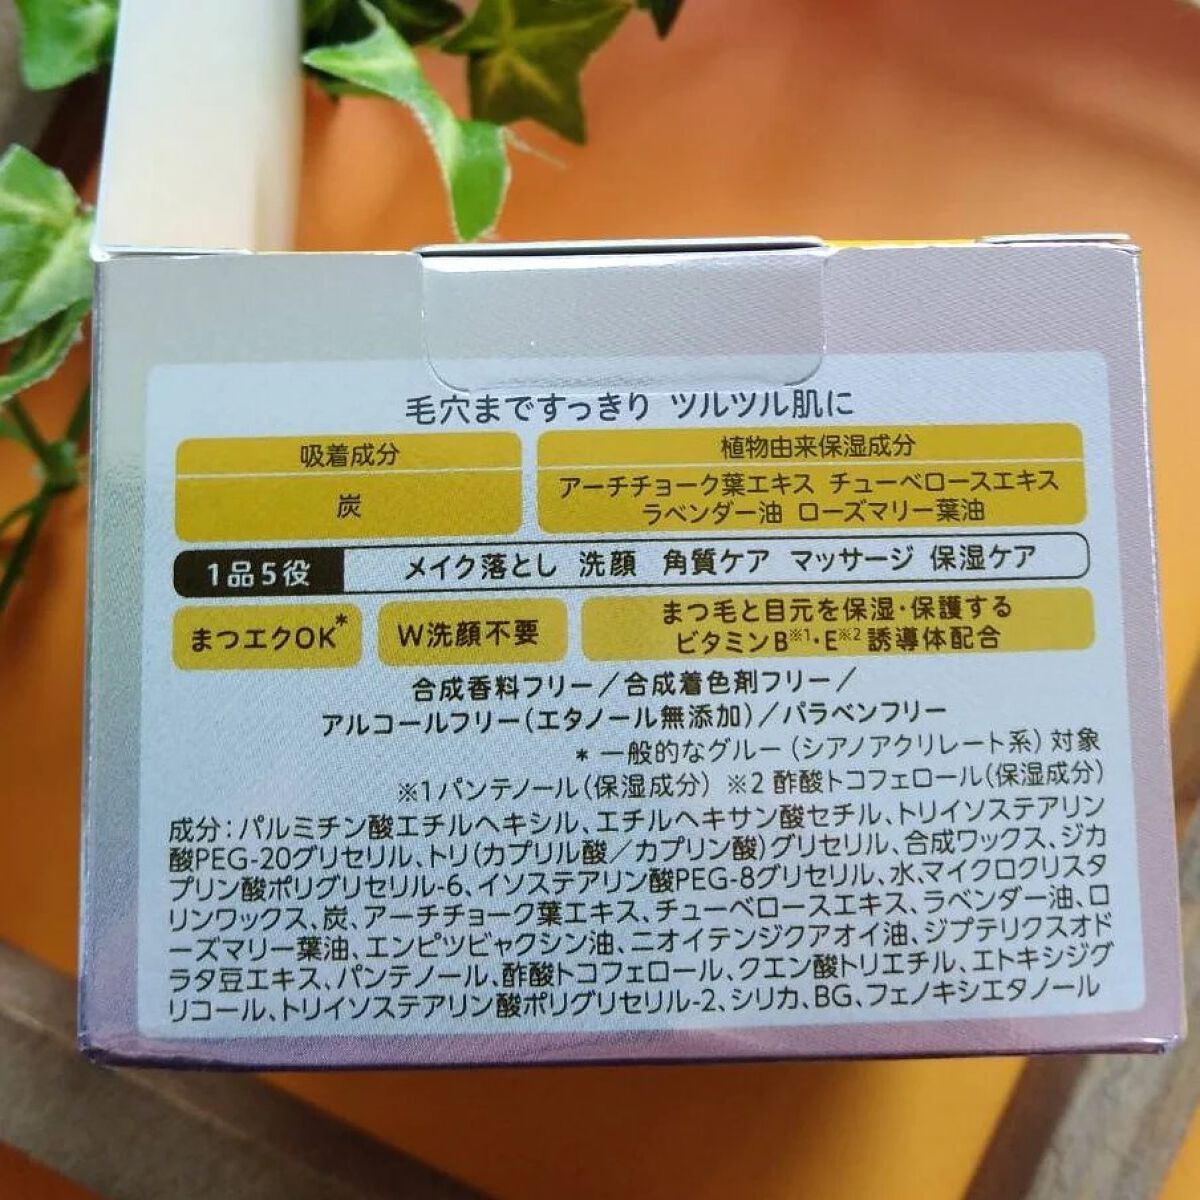 毛穴まですっきり ツルツル肌に
吸着成分
炭
植物由来保湿成分
アーチチョーク葉エキス チューベロースエキス
ラベンダー油 ローズマリー葉油
1品5役 メイク落とし 洗顔 角質ケア マッサージ 保湿ケア
まつエクOK*
W洗顔不要
まつ毛と目元を保湿・保護する
ビタミンB※1・E※2誘導体配合
合成香料フリー／合成着色剤フリー／
アルコールフリー（エタノール無添加）／パラベンフリー
*一般的なグルー（シアノアクリレート系）対象
※1パンテノール（保湿成分） ※2酢酸トコフェロール（保湿成分）
成分：パルミチン酸エチルヘキシル、エチルヘキサン酸セチル、トリイソステアリン
酸PEG-20グリセリル、トリ（カプリル酸／カプリン酸）グリセリル、合成ワックス、ジカ
プリン酸ポリグリセリル-6、イソステアリン酸PEG-8グリセリル、水、マイクロクリスタ
リンワックス、炭、アーチチョーク葉エキス、チューベロースエキス、ラベンダー油、ロ
ーズマリー葉油、エンピツビャクシン油、ニオイテンジクアオイ油、ジプテリクスオド
ラタ豆エキス、パンテノール、酢酸トコフェロール、クエン酸トリエチル、エトキシジグ
リコール、トリイソステアリン酸ポリグリセリル-2、シリカ、BG、フェノキシエタノール